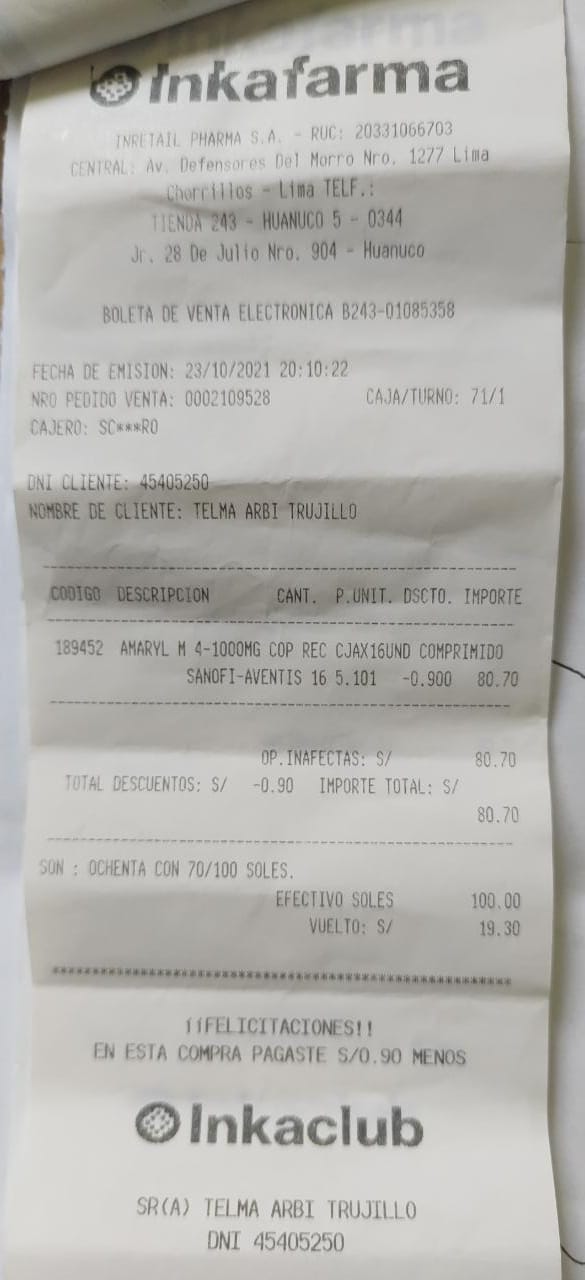 Inkafarma
INRETAIL PHARMA S.A. - RUC: 20331066703
CENTRAL: Av. Defensores Del Morro Nro. 1277 Lima
Chorrillos - Lima TELF.:
TIENDA 243 - HUANUCO 5 - 0344
Jr. 28 De Julio Nro. 904 - Huanuco
BOLETA DE VENTA ELECTRONICA B243-01085358
FECHA DE EMISION: 23/10/2021 20:10:22
NRO PEDIDO VENTA: 0002109528 CAJA/TURNO: 71/1
CAJERO: SC***RO
DNI CLIENTE: 45405250
NOMBRE DE CLIENTE: TELMA ARBI TRUJILLO
CODIGO DESCRIPCION CANT. P.UNIT. DSCTO. IMPORTE
189452 AMARYL M 4-1000MG COP REC CJAX16UND COMPRIMIDO
SANOFI-AVENTIS 16 5.101 -0.900 80.70
OP.INAFECTAS: S/ 80.70
TOTAL DESCUENTOS: S/ -0.90 IMPORTE TOTAL: S/
80.70
SON : OCHENTA CON 70/100 SOLES.
EFECTIVO SOLES 100.00
VUELTO: S/ 19.30
¡¡FELICITACIONES!!
EN ESTA COMPRA PAGASTE S/0.90 MENOS
Inkaclub
SR(A) TELMA ARBI TRUJILLO
DNI 45405250